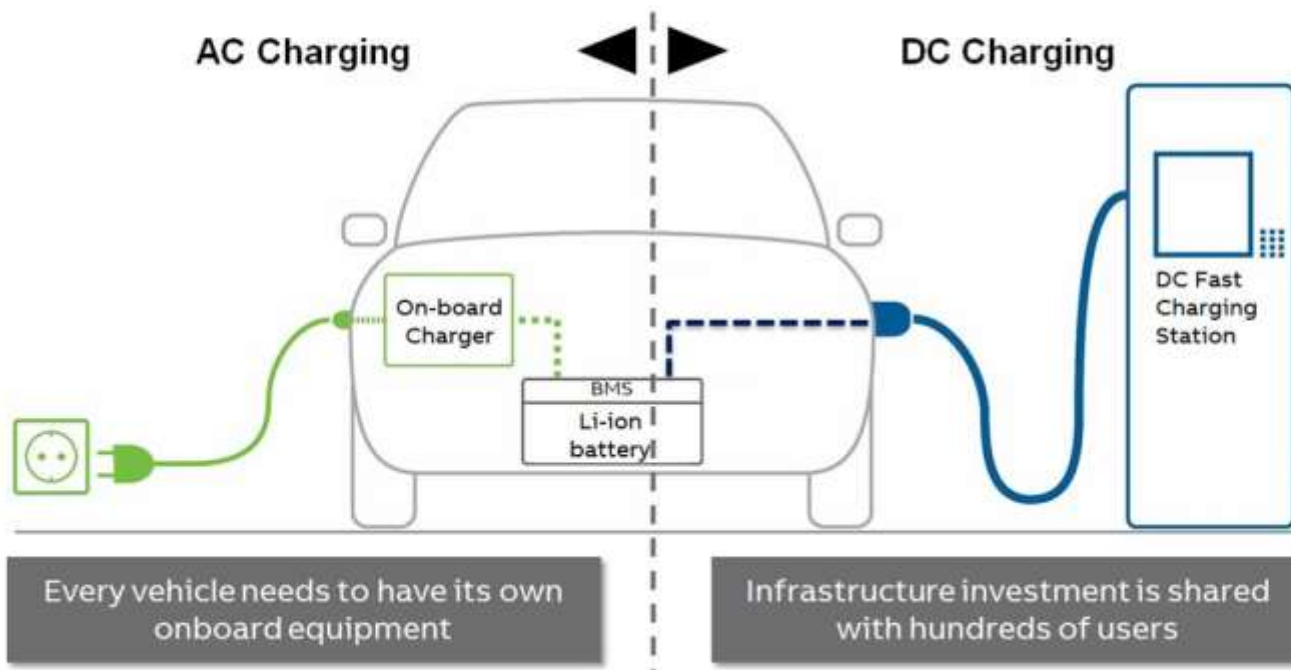 AC Charging
DC Charging
On-board
Charger
BMS
Li-ion
battery
DC Fast
Charging
Station
Every vehicle needs to have its own
onboard equipment
Infrastructure investment is shared
with hundreds of users